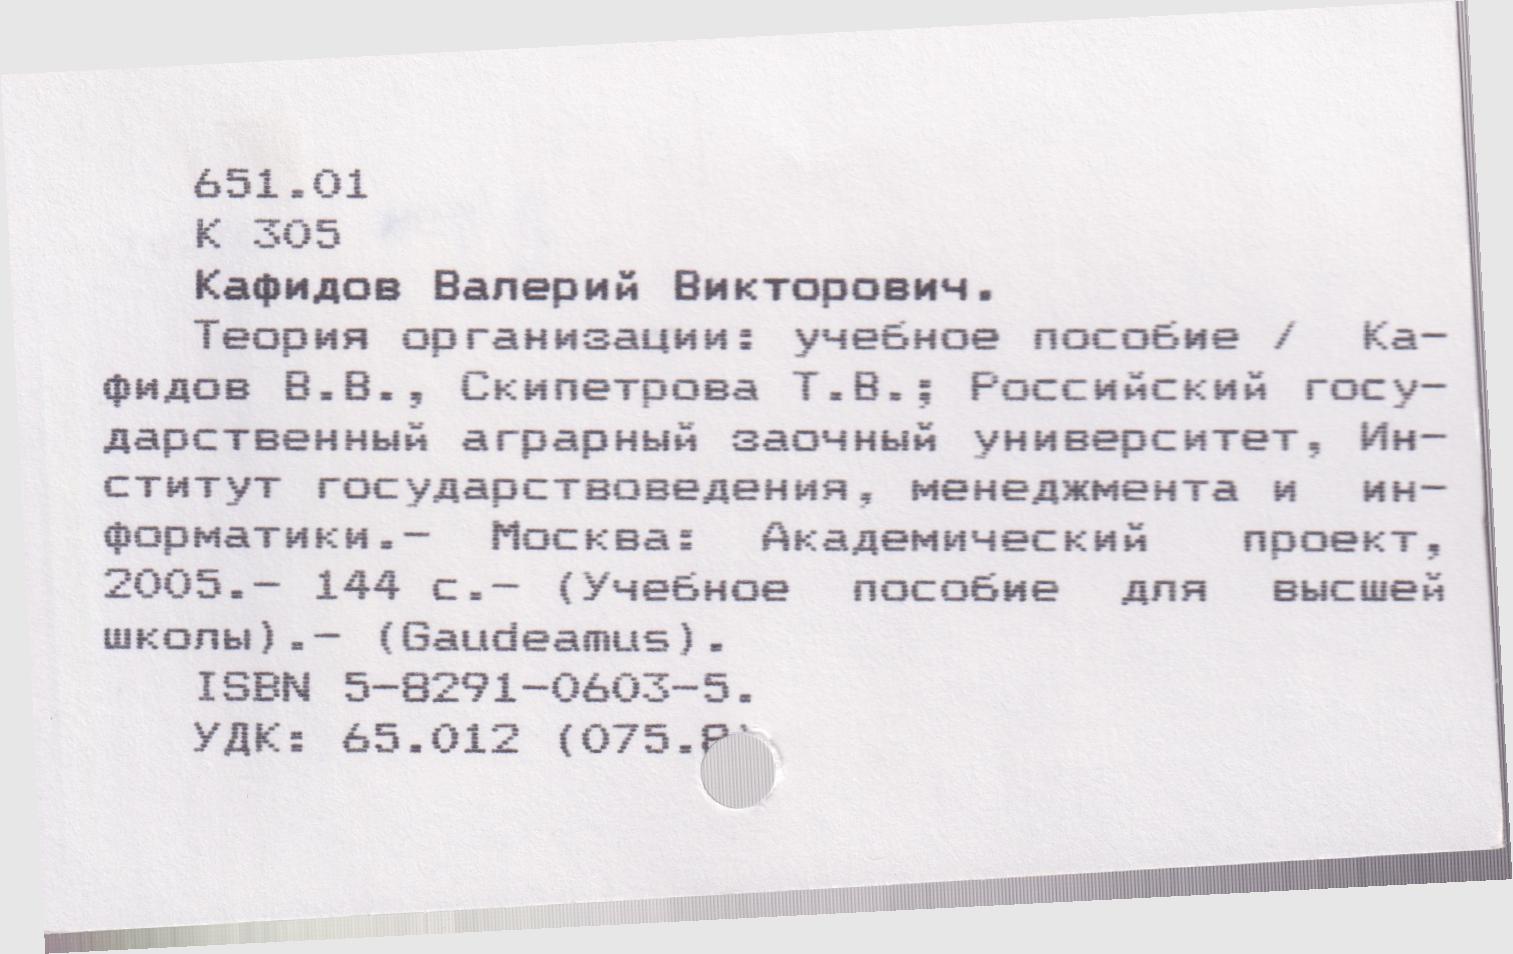 651.01
К 305
Кафидов Валерий Викторович.
Теория организации: учебное пособие / Ка-
фидов В.В., Скипетрова Т.В.; Российский госу-
дарственный аграрный заочный университет, Ин-
ститут государствоведения, менеджмента и ин-
форматики.- Москва: Академический проект,
2005.- 144 с.- (Учебное пособие для высшей
школы).- (Gaudeamus).
ISBN 5-8291-0603-5.
УДК: 65.012 (075.8)